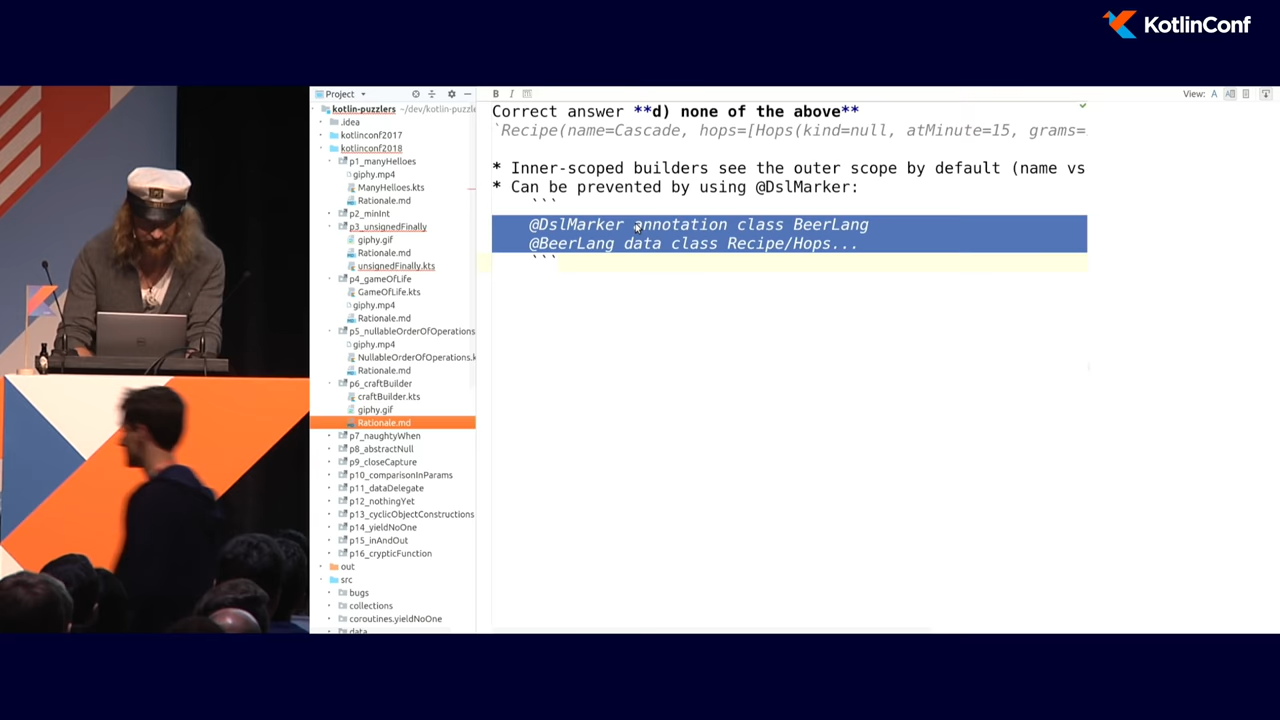 KotlinConf
Project
View:
kotlin-puzzlers ~/dev/kotlin-puzzle
.idea
kotlinconf2017
kotlinconf2018
p1_manyHelloes
giphy.mp4
ManyHelloes.kts
Rationale.md
p2_minInt
p3_unsignedFinally
giphy.gif
Rationale.md
unsignedFinally.kts
p4_gameOfLife
GameOfLife.kts
giphy.mp4
Rationale.md
p5_nullableOrderOfOperations
giphy.mp4
NullableOrderOfOperations.k
Rationale.md
p6_craftBuilder
craftBuilder.kts
giphy.gif
Rationale.md
p7_naughtyWhen
p8_abstractNull
p9_closeCapture
p10_comparisonInParams
p11_dataDelegate
p12_nothingYet
p13_cyclicObjectConstructions
p14_yieldNoOne
p15_inAndOut
p16_crypticFunction
out
src
bugs
collections
coroutines.yieldNoOne
data
B I
Correct answer **d) none of the above**
`Recipe(name=Cascade, hops=[Hops(kind=null, atMinute=15, grams=
* Inner-scoped builders see the outer scope by default (name vs
* Can be prevented by using @DslMarker:
```
@DslMarker annotation class BeerLang
@BeerLang data class Recipe/Hops...
```